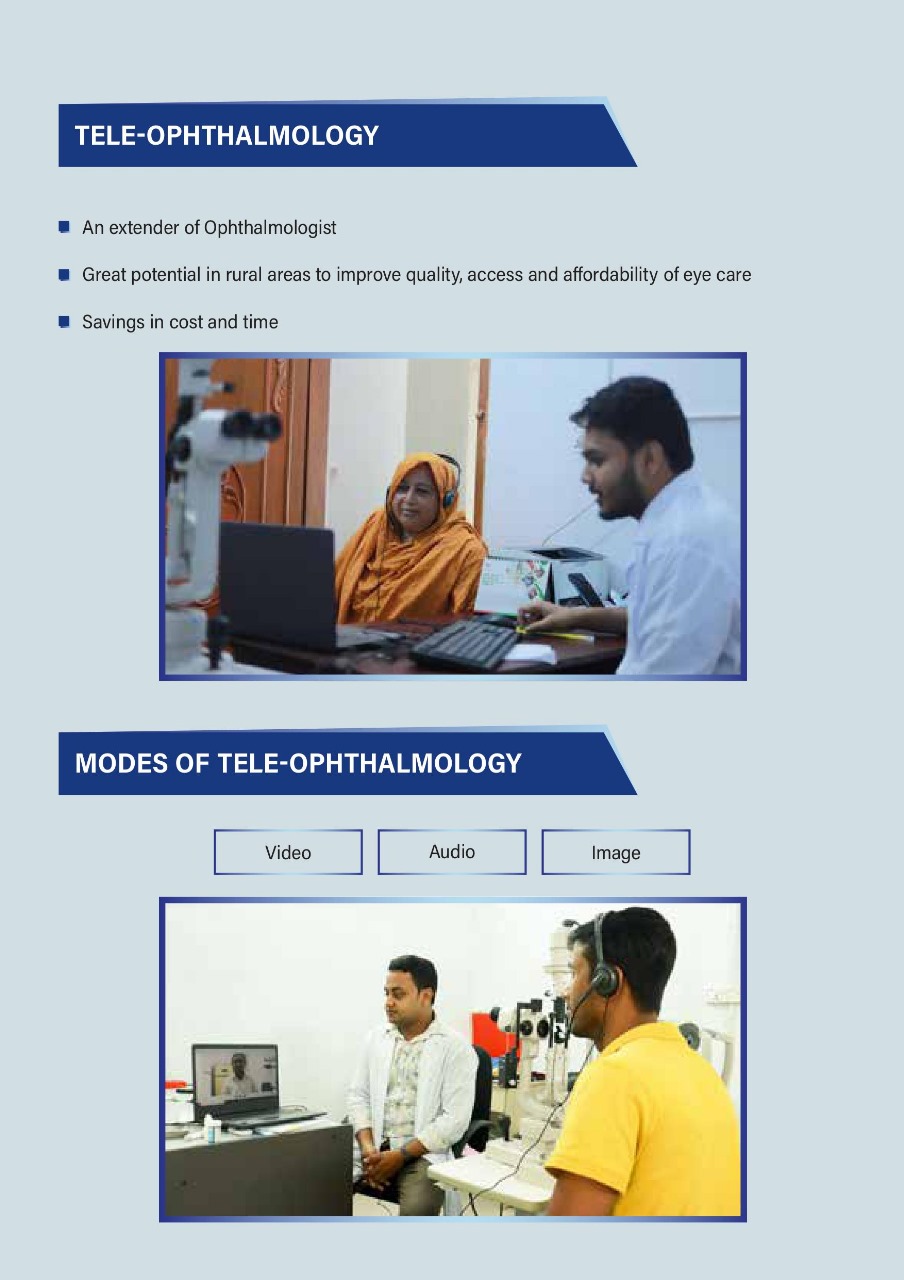 TELE-OPHTHALMOLOGY
An extender of Ophthalmologist
Great potential in rural areas to improve quality, access and affordability of eye care
Savings in cost and time
MODES OF TELE-OPHTHALMOLOGY
Video
Audio
Image